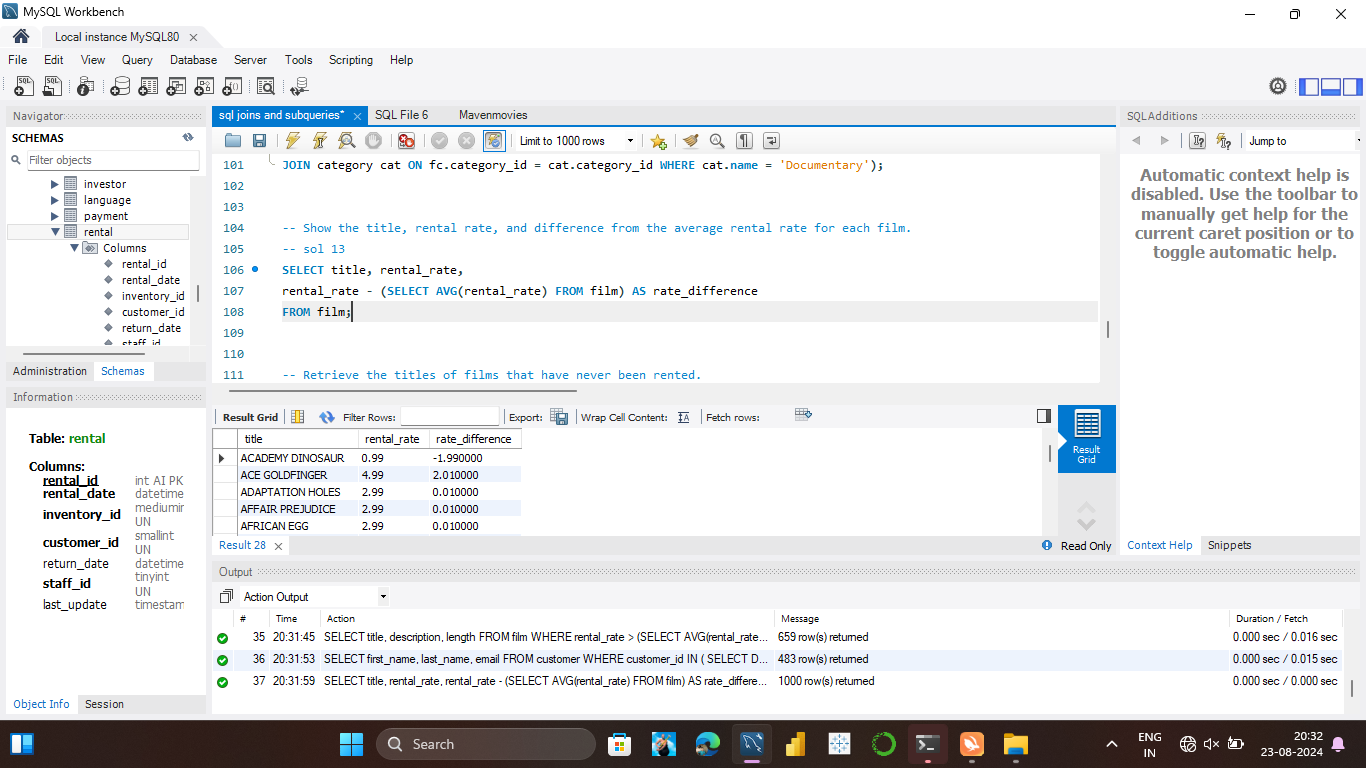 MySQL Workbench
Local instance MySQL80
File Edit View Query Database Server Tools Scripting Help
Navigator
SCHEMAS
Filter objects
investor
language
payment
rental
Columns
rental_id
rental_date
inventory_id
customer_id
return_date
staff_id
Administration Schemas
Information
Table: rental
Columns:
rental_id int AI PK
rental_date datetime
inventory_id mediumir
UN
customer_id smallint
UN
return_date datetime
staff_id tinyint
UN
last_update timestam
Object Info Session
sql joins and subqueries* SQL File 6 Mavenmovies
Limit to 1000 rows
101 JOIN category cat ON fc.category_id = cat.category_id WHERE cat.name = 'Documentary');
102
103
104 -- Show the title, rental rate, and difference from the average rental rate for each film.
105 -- sol 13
106 SELECT title, rental_rate,
107 rental_rate - (SELECT AVG(rental_rate) FROM film) AS rate_difference
108 FROM film;
109
110
111 -- Retrieve the titles of films that have never been rented.
Result Grid Filter Rows: Export: Wrap Cell Content: Fetch rows:
title rental_rate rate_difference
ACADEMY DINOSAUR 0.99 -1.990000
ACE GOLDFINGER 4.99 2.010000
ADAPTATION HOLES 2.99 0.010000
AFFAIR PREJUDICE 2.99 0.010000
AFRICAN EGG 2.99 0.010000
Result Grid
Result 28
Read Only
Output
Action Output
# Time Action Message Duration / Fetch
35 20:31:45 SELECT title, description, length FROM film WHERE rental_rate > (SELECT AVG(rental_rate... 659 row(s) returned 0.000 sec / 0.016 sec
36 20:31:53 SELECT first_name, last_name, email FROM customer WHERE customer_id IN ( SELECT D... 483 row(s) returned 0.000 sec / 0.015 sec
37 20:31:59 SELECT title, rental_rate, rental_rate - (SELECT AVG(rental_rate) FROM film) AS rate_differe... 1000 row(s) returned 0.000 sec / 0.000 sec
SQLAdditions
Jump to
Automatic context help is
disabled. Use the toolbar to
manually get help for the
current caret position or to
toggle automatic help.
Context Help Snippets
Search
ENG
IN
20:32
23-08-2024